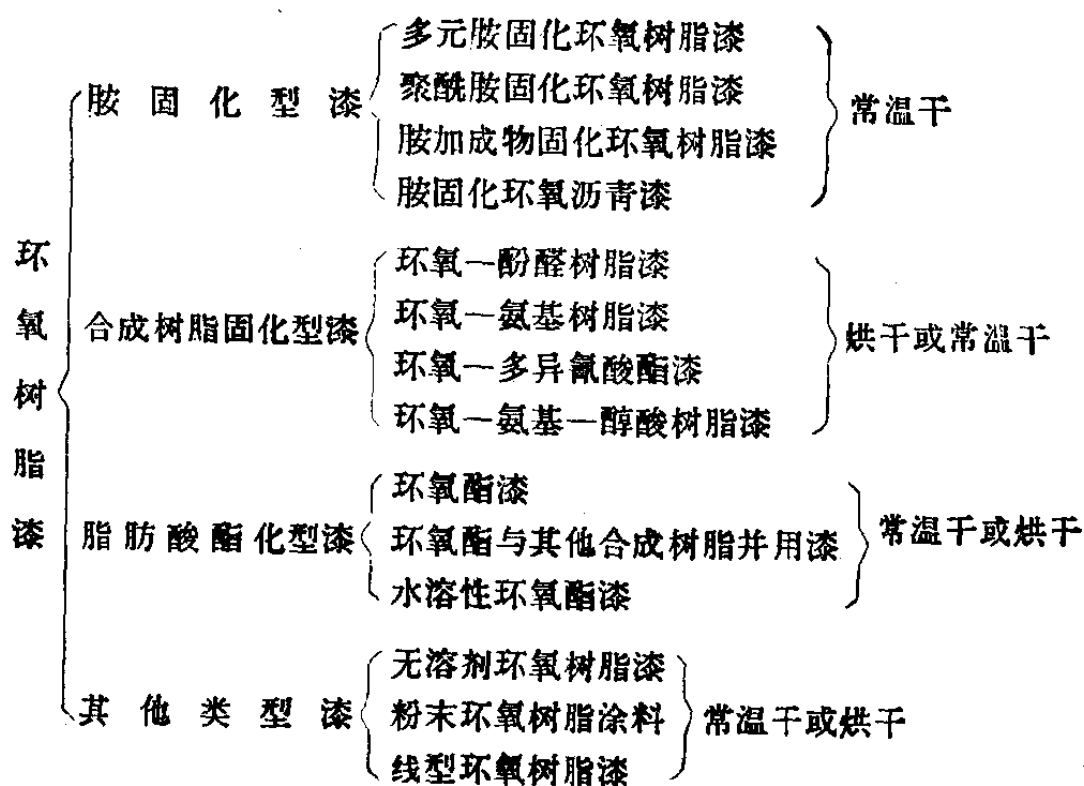 环氧树脂漆
胺固化型漆
多元胺固化环氧树脂漆
聚酰胺固化环氧树脂漆
胺加成物固化环氧树脂漆
胺固化环氧沥青漆
常温干
合成树脂固化型漆
环氧—酚醛树脂漆
环氧—氨基树脂漆
环氧—多异氰酸酯漆
环氧—氨基—醇酸树脂漆
烘干或常温干
脂肪酸酯化型漆
环氧酯漆
环氧酯与其他合成树脂并用漆
水溶性环氧酯漆
常温干或烘干
其他类型漆
无溶剂环氧树脂漆
粉末环氧树脂涂料
线型环氧树脂漆
常温干或烘干